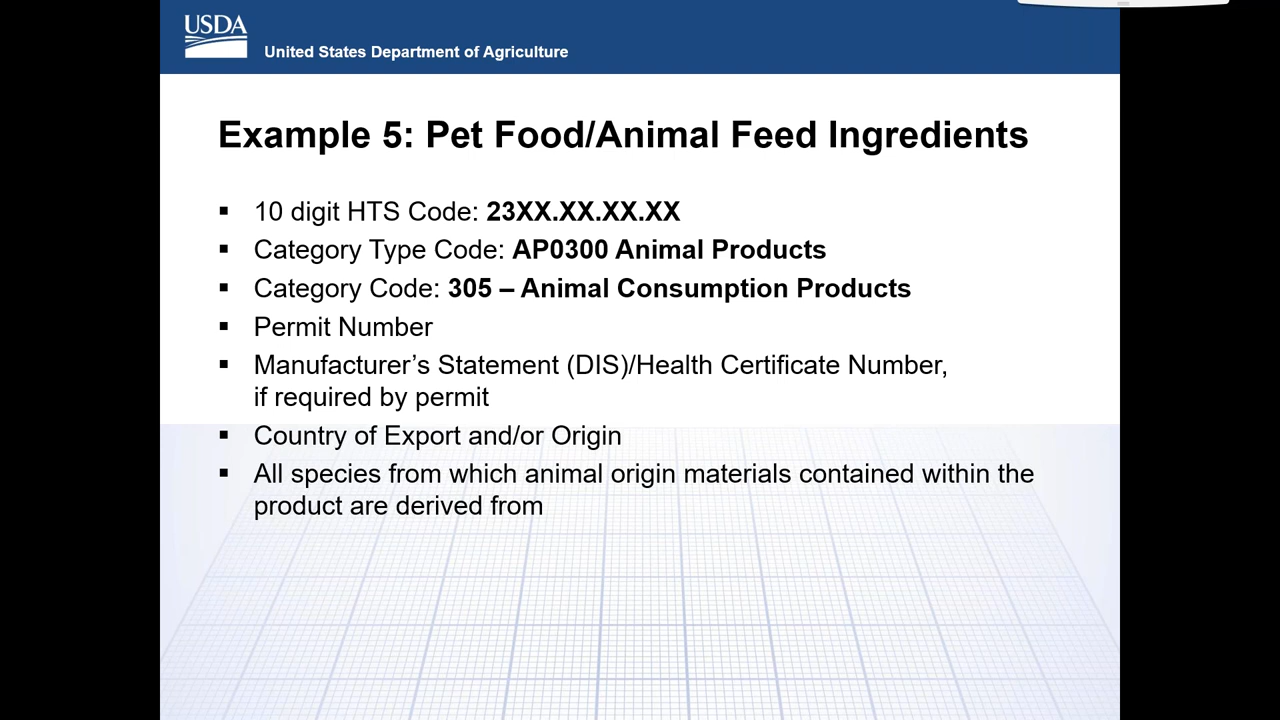 USDA
United States Department of Agriculture
Example 5: Pet Food/Animal Feed Ingredients
▪ 10 digit HTS Code: 23XX.XX.XX.XX
▪ Category Type Code: AP0300 Animal Products
▪ Category Code: 305 – Animal Consumption Products
▪ Permit Number
▪ Manufacturer’s Statement (DIS)/Health Certificate Number,
if required by permit
▪ Country of Export and/or Origin
▪ All species from which animal origin materials contained within the
product are derived from